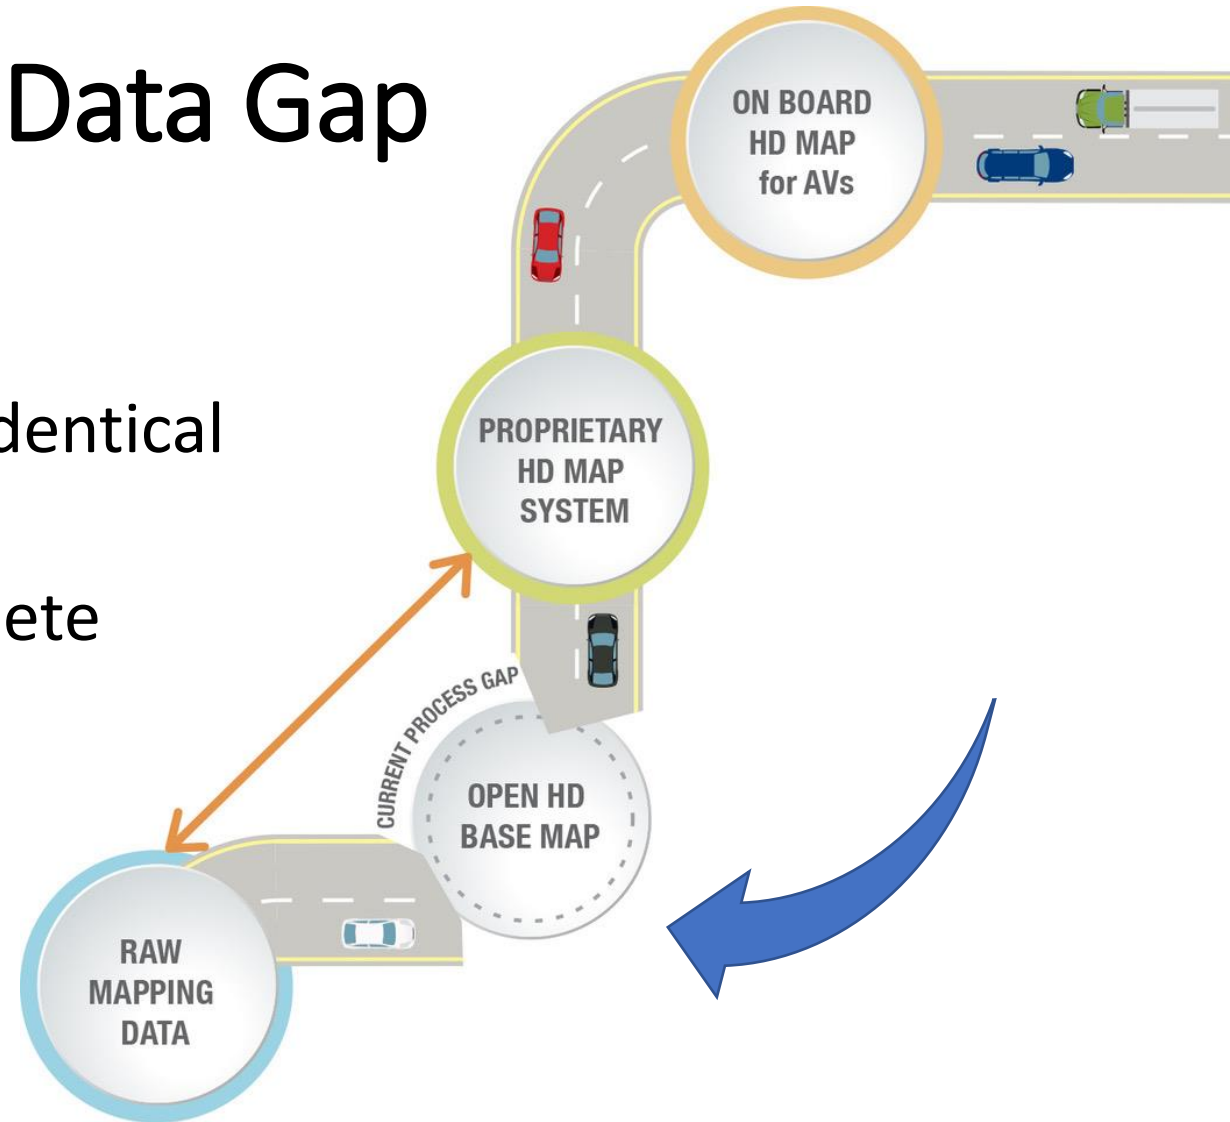 Data Gap
ON BOARD
HD MAP
for AVs
dentical
PROPRIETARY
HD MAP
SYSTEM
ete
CURRENT PROCESS GAP
OPEN HD
BASE MAP
RAW
MAPPING
DATA